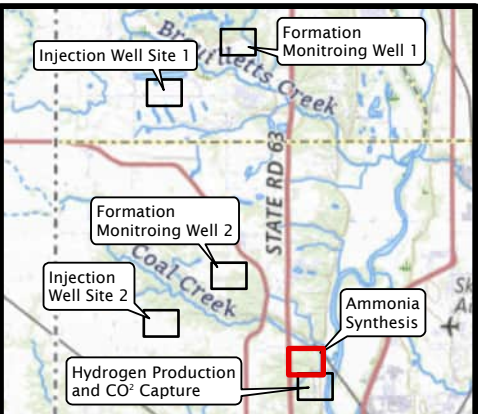 Formation
Monitroing Well 1
Injection Well Site 1
Brouilletts Creek
STATE RD 63
Formation
Monitroing Well 2
Coal Creek
Injection
Well Site 2
Ammonia
Synthesis
Hydrogen Production
and CO² Capture